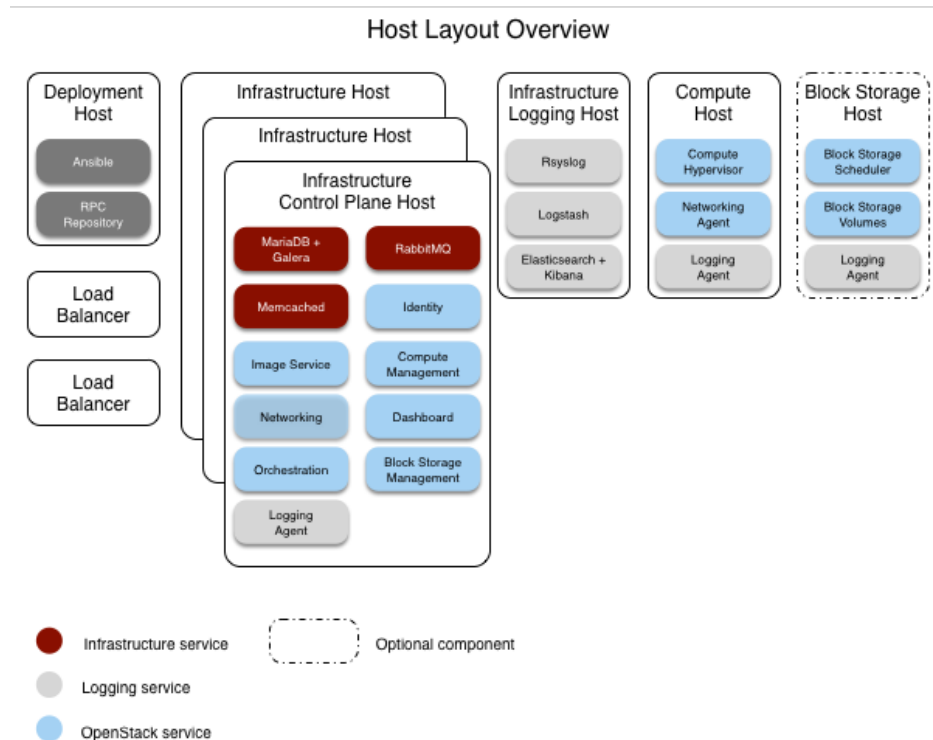 Host Layout Overview
Deployment
Host
Ansible
RPC
Repository
Load
Balancer
Load
Balancer
Infrastructure Host
Infrastructure Host
Infrastructure
Control Plane Host
MariaDB +
Galera
RabbitMQ
Memcached
Identity
Image Service
Compute
Management
Networking
Dashboard
Orchestration
Block Storage
Management
Logging
Agent
Infrastructure
Logging Host
Rsyslog
Logstash
Elasticsearch +
Kibana
Compute
Host
Compute
Hypervisor
Networking
Agent
Logging
Agent
Block Storage
Host
Block Storage
Scheduler
Block Storage
Volumes
Logging
Agent
Infrastructure service
Optional component
Logging service
OpenStack service